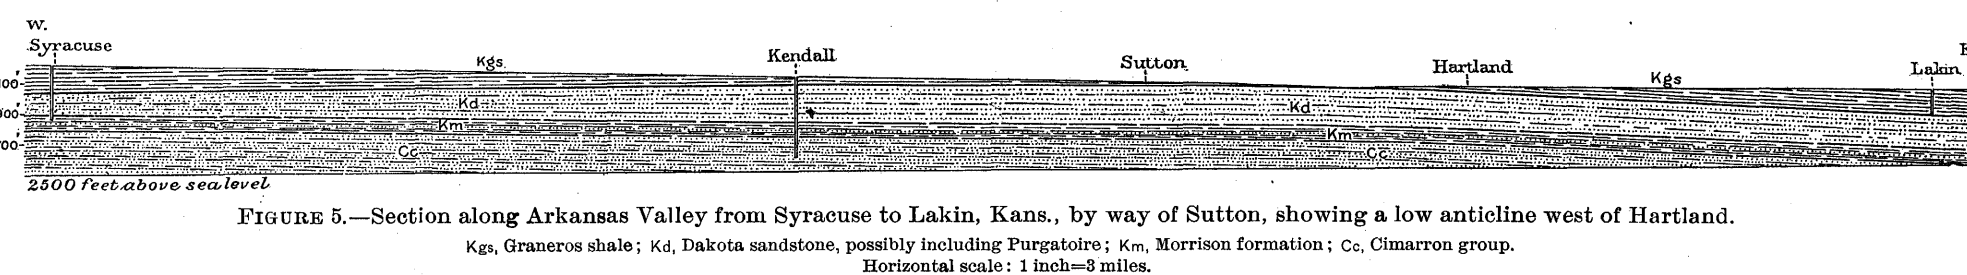 W.
Syracuse
Kgs.
Kendall
Sutton
Hartland
Kgs
Lakin
Kd
Kd
Km
Km
Cc
Cc
2500 feet above sea level
FIGURE 5.—Section along Arkansas Valley from Syracuse to Lakin, Kans., by way of Sutton, showing a low anticline west of Hartland.
Kgs, Graneros shale; Kd, Dakota sandstone, possibly including Purgatoire; Km, Morrison formation; Cc, Cimarron group.
Horizontal scale: 1 inch=3 miles.